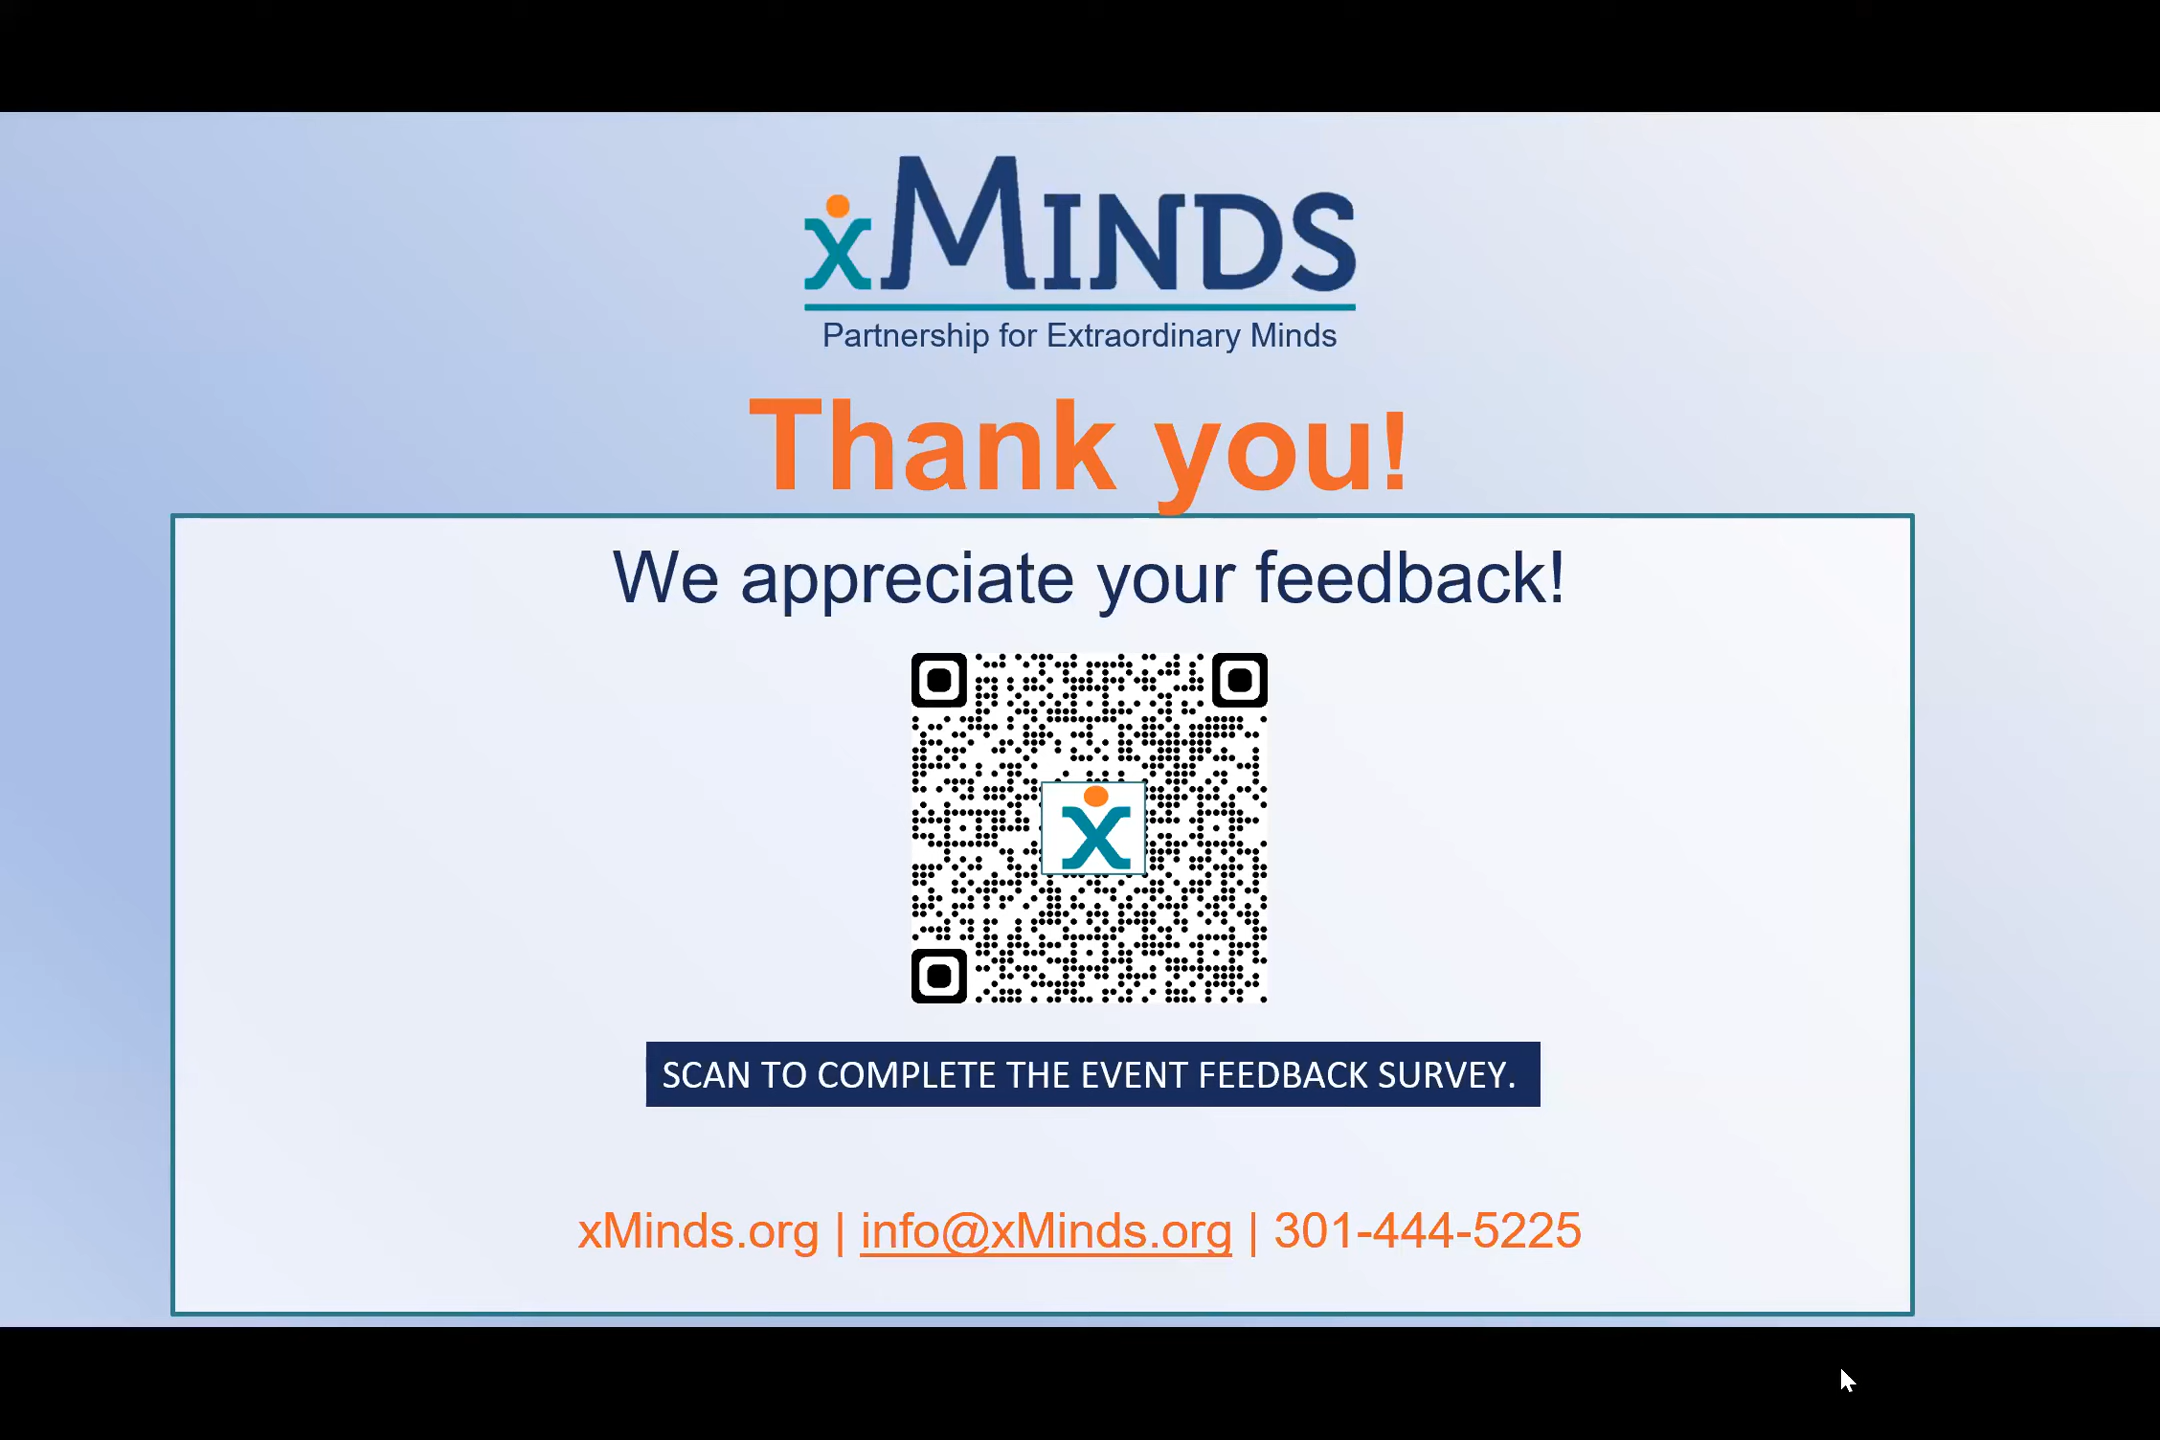 xMinds
Partnership for Extraordinary Minds
Thank you!
We appreciate your feedback!
x
SCAN TO COMPLETE THE EVENT FEEDBACK SURVEY.
xMinds.org | info@xMinds.org | 301-444-5225